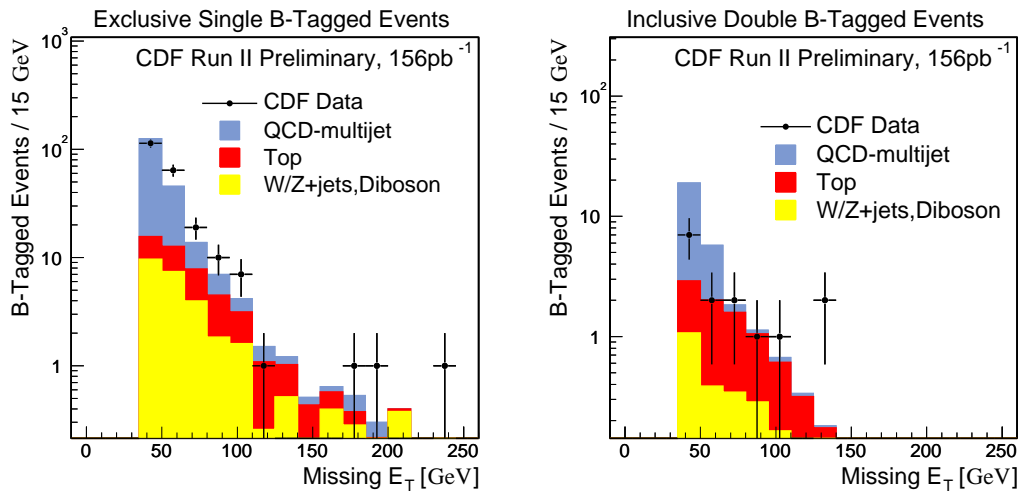 Exclusive Single B-Tagged Events
B-Tagged Events / 15 GeV
10³
10²
10
1
CDF Run II Preliminary, 156pb⁻¹
CDF Data
QCD-multijet
Top
W/Z+jets,Diboson
0 50 100 150 200 250
Missing E_T [GeV]
Inclusive Double B-Tagged Events
B-Tagged Events / 15 GeV
10²
10
1
CDF Run II Preliminary, 156pb⁻¹
CDF Data
QCD-multijet
Top
W/Z+jets,Diboson
0 50 100 150 200 250
Missing E_T [GeV]